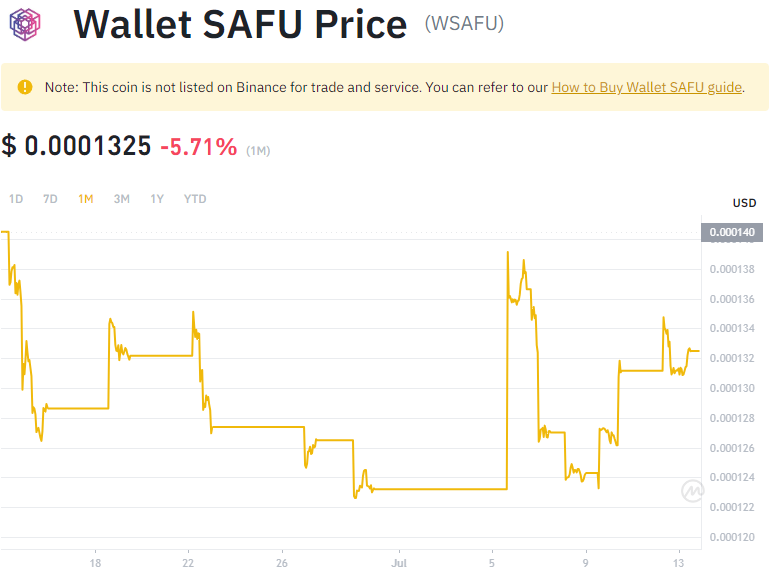 Wallet SAFU Price (WSAFU)
Note: This coin is not listed on Binance for trade and service. You can refer to our How to Buy Wallet SAFU guide.
$ 0.0001325 -5.71% (1M)
1D 7D 1M 3M 1Y YTD
USD
0.000140
0.000138
0.000136
0.000134
0.000132
0.000130
0.000128
0.000126
0.000124
0.000122
0.000120
18 22 26 Jul 5 9 13